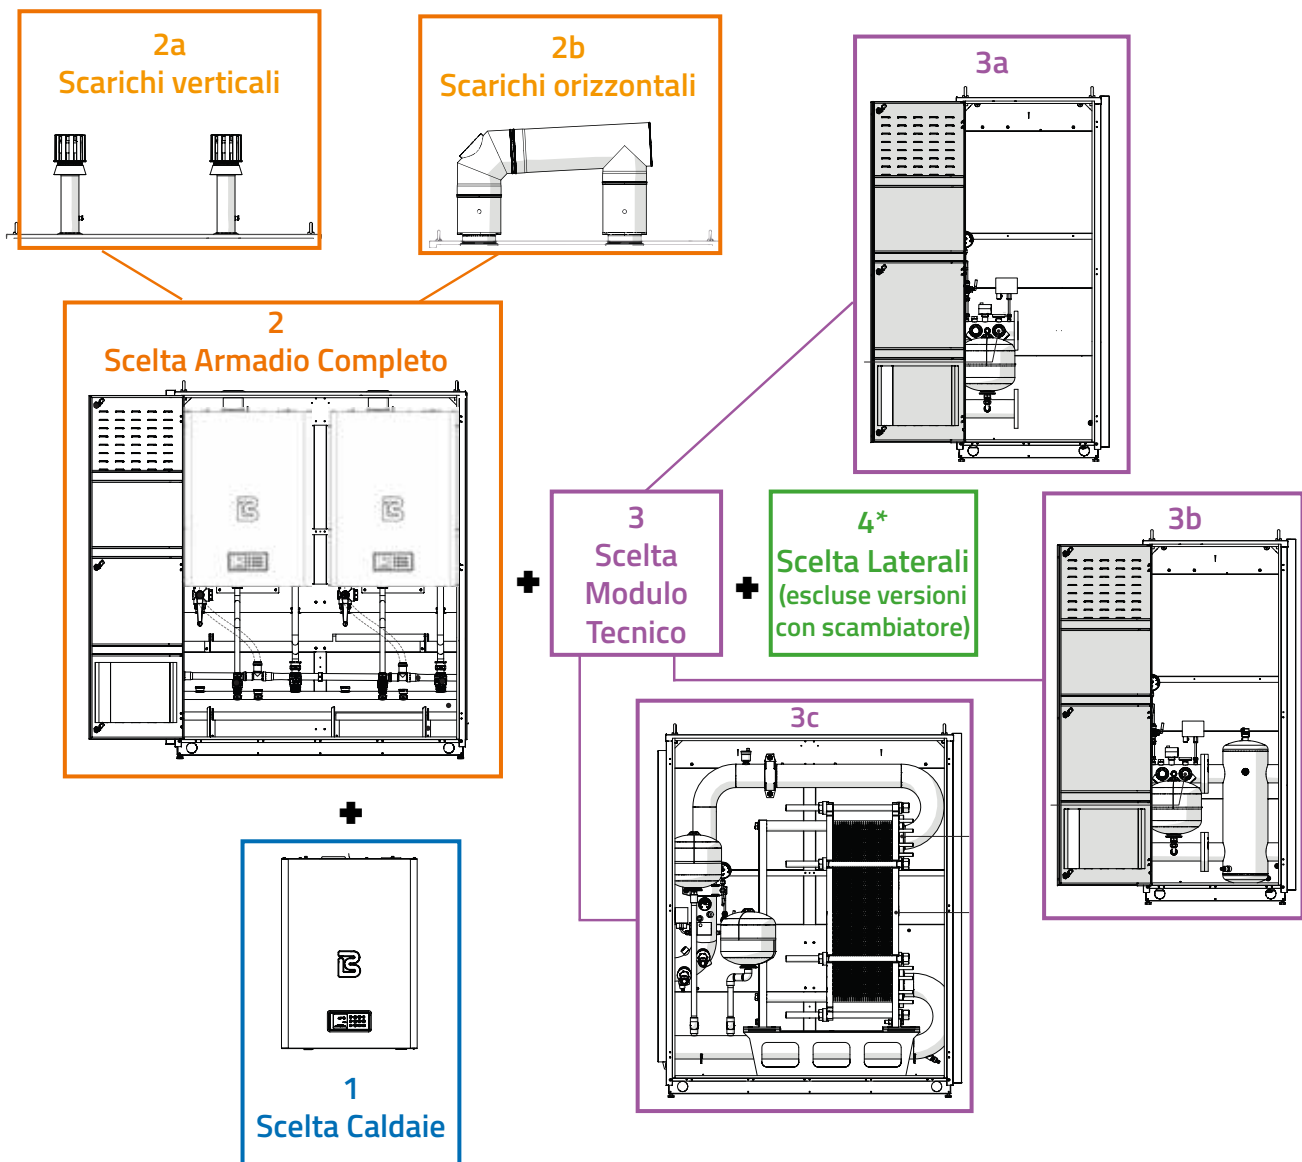 2a
Scarichi verticali
2b
Scarichi orizzontali
3a
2
Scelta Armadio Completo
3
Scelta
Modulo
Tecnico
4*
Scelta Laterali
(escluse versioni
con scambiatore)
3b
3c
1
Scelta Caldaie